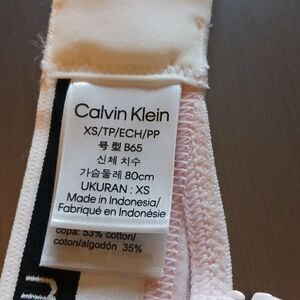 Calvin Klein
XS/TP/ECH/PP
号型 B65
신체 치수
가슴둘레 80cm
UKURAN : XS
Made in Indonesia/
Fabriqué en Indonésie
copa: 53% cotton/
coton/algodón 35%